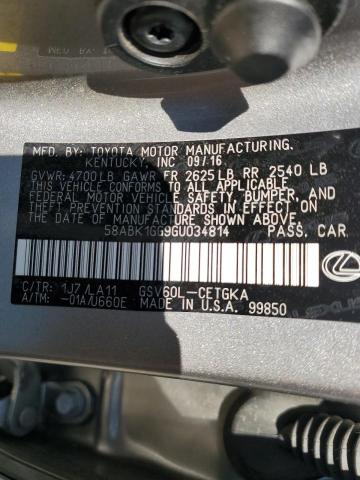 MFD. BY: TOYOTA MOTOR MANUFACTURING.
KENTUCKY, INC 09/16
GVWR: 4700LB GAWR FR 2625LB RR 2540 LB
THIS VEHICLE CONFORMS TO ALL APPLICABLE
FEDERAL MOTOR VEHICLE SAFETY, BUMPER, AND
THEFT PREVENTION STANDARDS IN EFFECT ON
THE DATE OF MANUFACTURE SHOWN ABOVE.
58ABK1GG9GU034814 PASS. CAR
C/TR: 1J7/LA11 GSV60L-CETGKA
A/TM: -01A/U660E MADE IN U.S.A. 99850